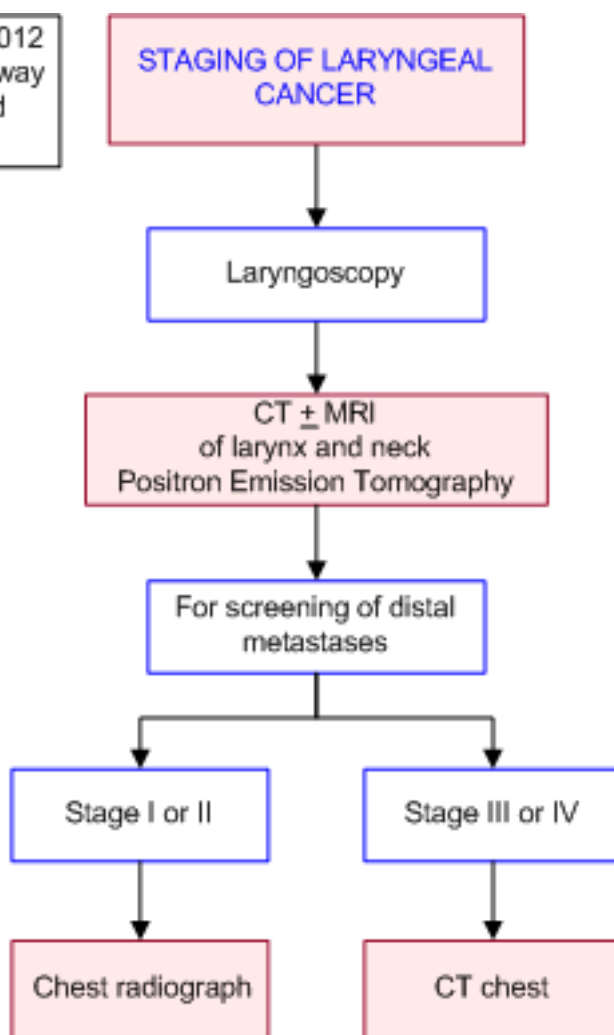 012
way
d
STAGING OF LARYNGEAL
CANCER
Laryngoscopy
CT ± MRI
of larynx and neck
Positron Emission Tomography
For screening of distal
metastases
Stage I or II
Stage III or IV
Chest radiograph
CT chest